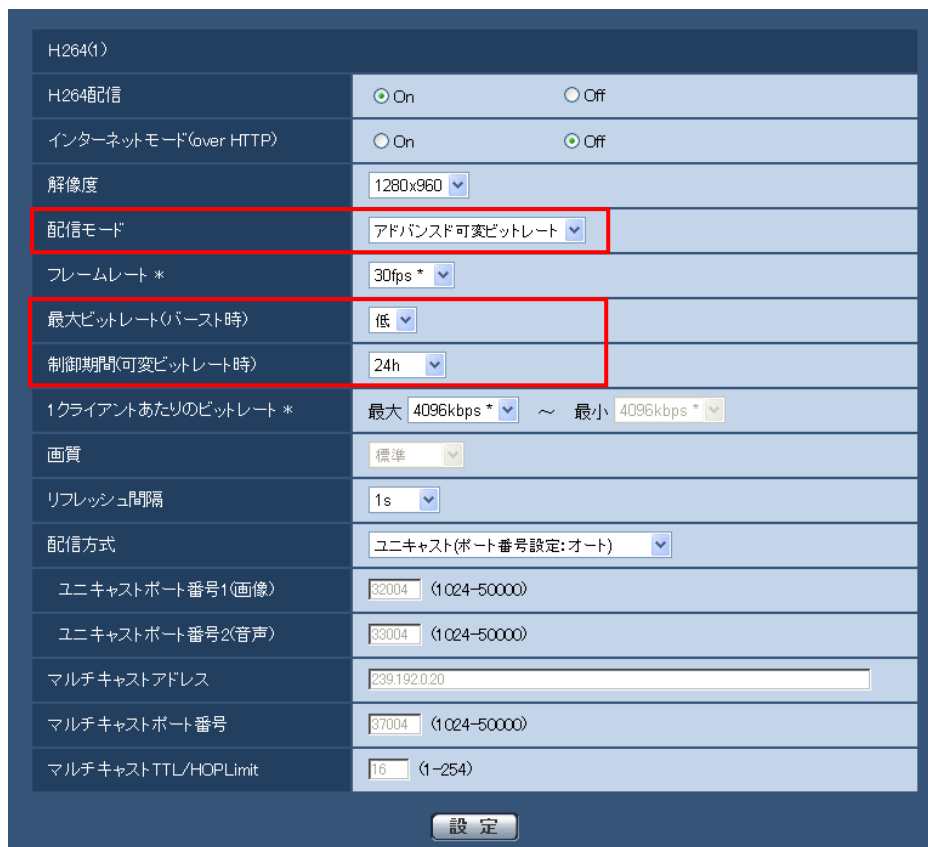 H.264(1)
H.264配信 On Off
インターネットモード(over HTTP) On Off
解像度 1280x960
配信モード アドバンスド可変ビットレート
フレームレート * 30fps *
最大ビットレート(バースト時) 低
制御期間(可変ビットレート時) 24h
1クライアントあたりのビットレート * 最大 4096kbps * ～ 最小 4096kbps *
画質 標準
リフレッシュ間隔 1s
配信方式 ユニキャスト(ポート番号設定:オート)
ユニキャストポート番号1(画像) 32004 (1024-50000)
ユニキャストポート番号2(音声) 33004 (1024-50000)
マルチキャストアドレス 239.192.0.20
マルチキャストポート番号 37004 (1024-50000)
マルチキャストTTL/HOPLimit 16 (1-254)
設 定